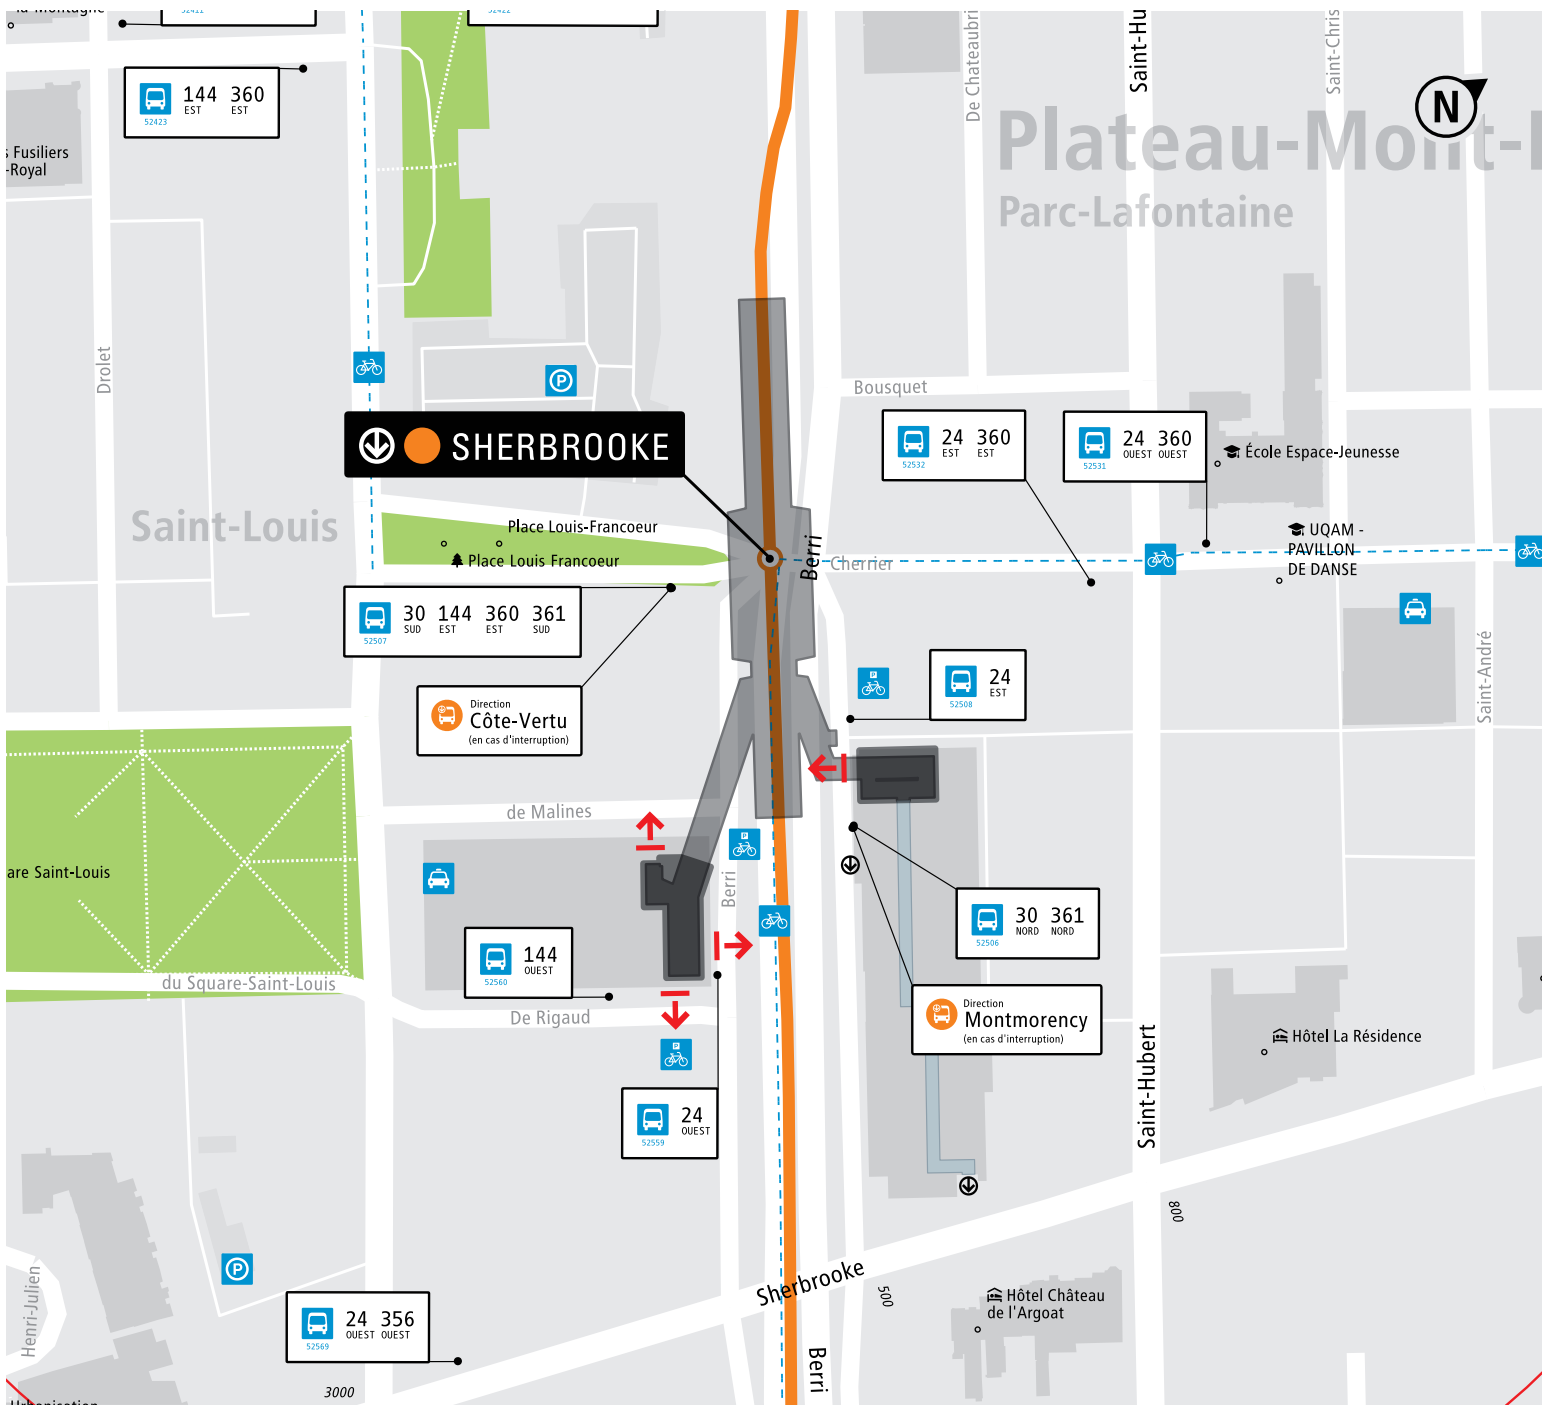 la Montagne
52411
52422
144 360
EST EST
52423
s Fusiliers
-Royal
De Chateaubri
Saint-Hu
Saint-Chris
N
Plateau-Mont-
Parc-Lafontaine
Drolet
P
Bousquet
SHERBROOKE
24 360
EST EST
52532
24 360
OUEST OUEST
52531
École Espace-Jeunesse
Saint-Louis
Place Louis-Francoeur
Place Louis Francoeur
Berri
Cherrier
UQAM -
PAVILLON
DE DANSE
30 144 360 361
SUD EST EST SUD
52507
Direction
Côte-Vertu
(en cas d'interruption)
P
24
EST
52508
Saint-André
de Malines
P
are Saint-Louis
Berri
30 361
NORD NORD
52506
144
OUEST
52560
du Square-Saint-Louis
De Rigaud
Direction
Montmorency
(en cas d'interruption)
P
Hôtel La Résidence
Saint-Hubert
24
OUEST
52559
800
P
Henri-Julien
Sherbrooke
500
Hôtel Château
de l'Argoat
24 356
OUEST OUEST
52569
Berri
3000
Urbanisation